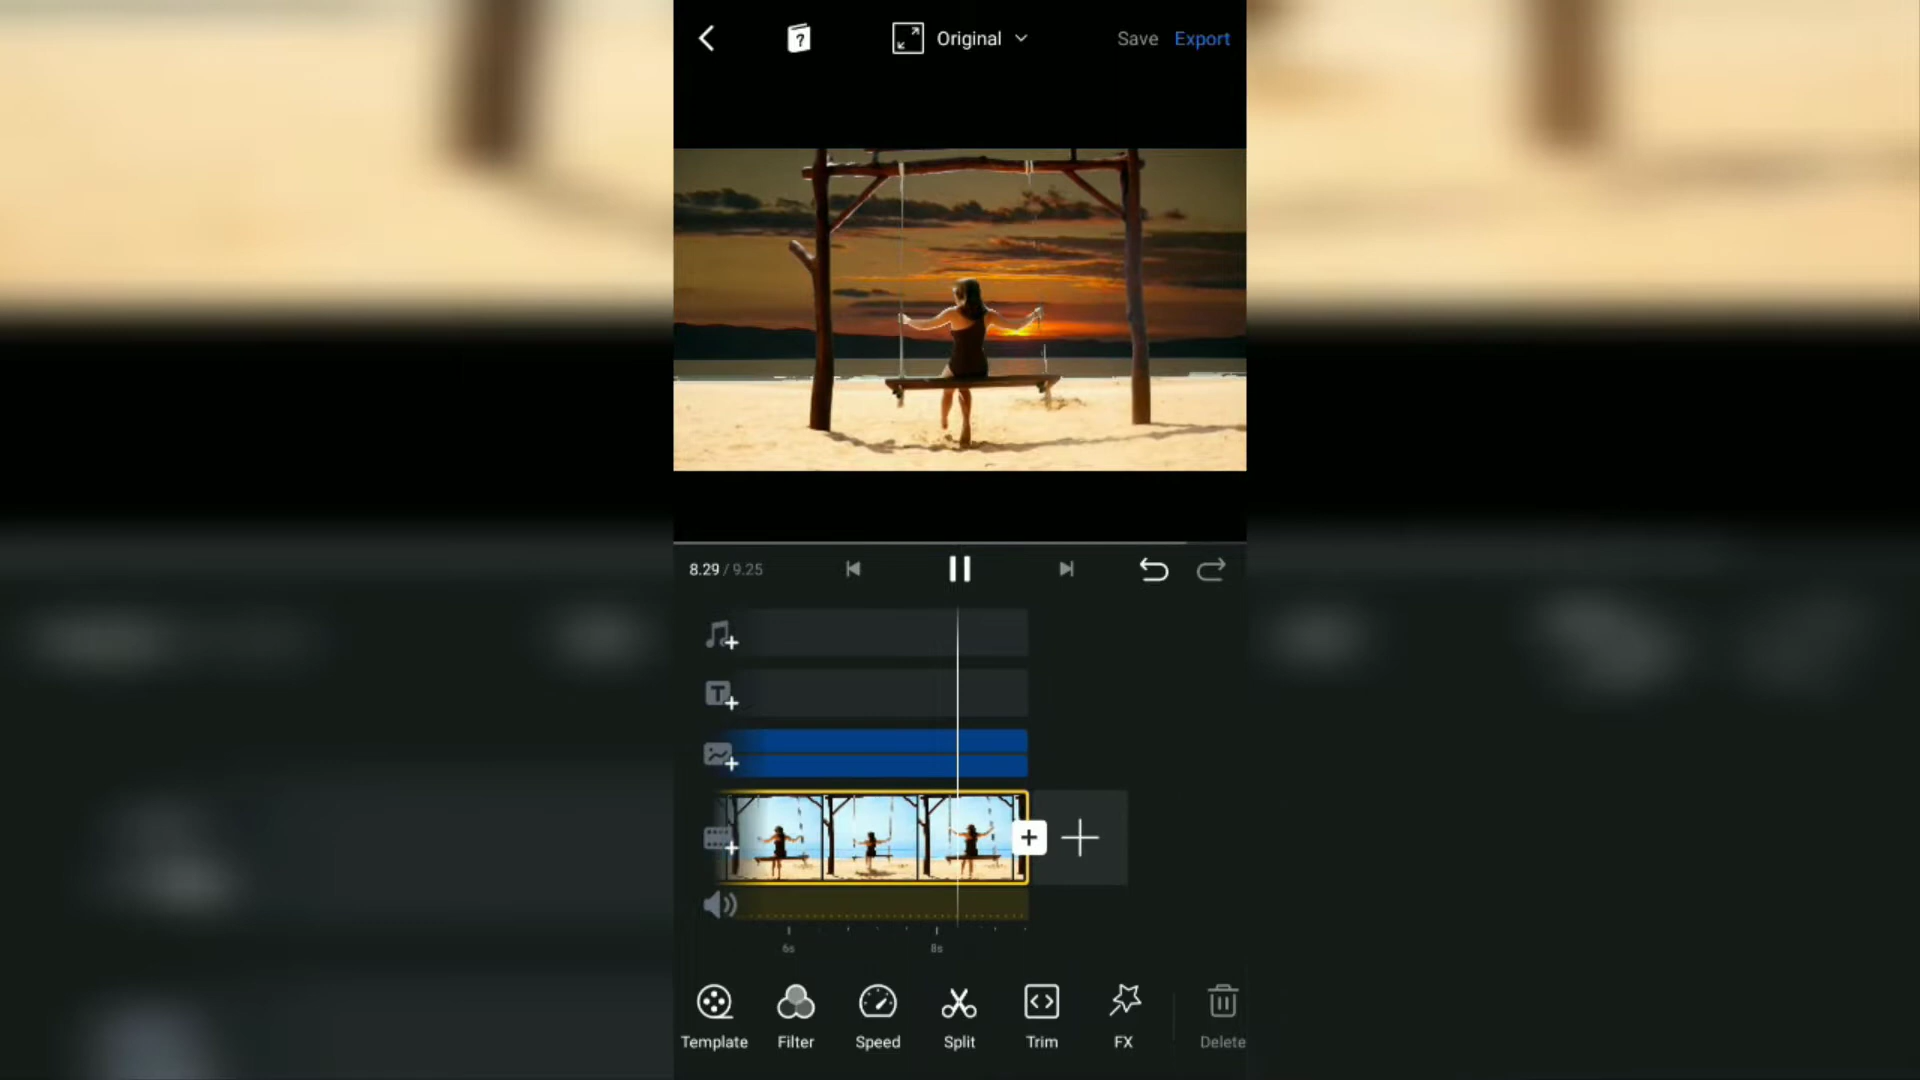 ?
Original
Save Export
8.29 / 9.25
T
6s 8s
Template Filter Speed Split Trim FX Delete